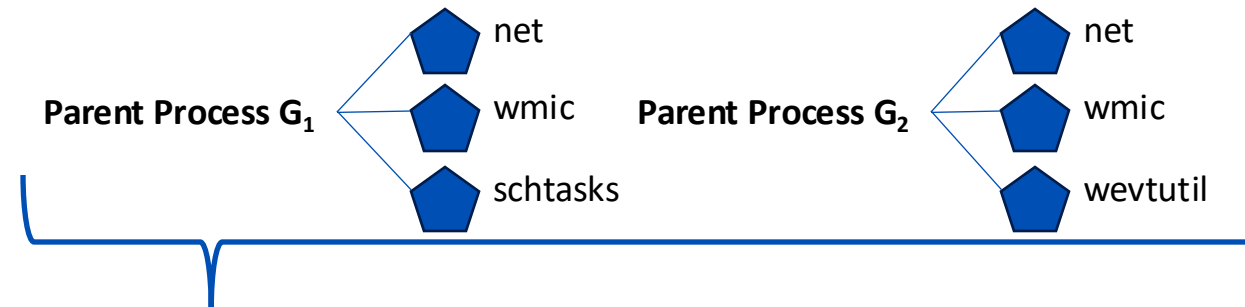 net
wmic
schtasks
Parent Process G₁
net
wmic
wevtutil
Parent Process G₂